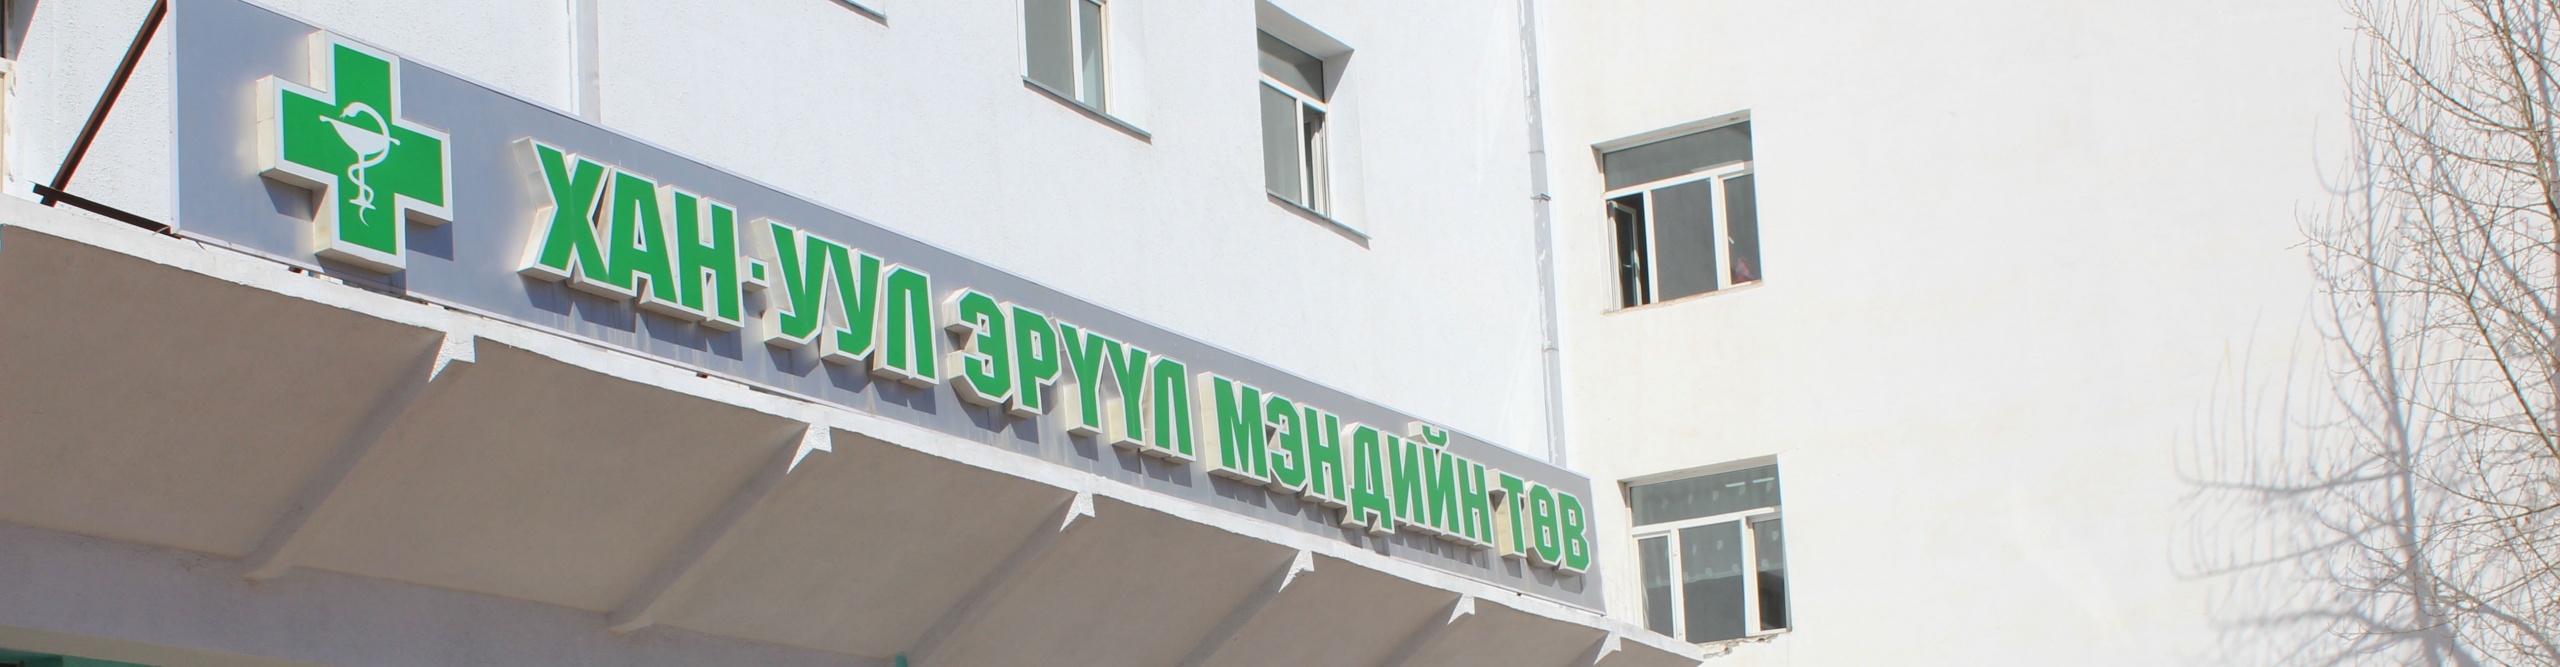 ХАН-УУЛ ЭРҮҮЛ МЭНДИЙН ТӨВ